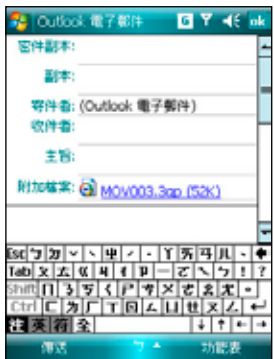 Outlook 電子郵件
ok
密件副本:
副本:
寄件者: (Outlook 電子郵件)
收件者:
主旨:
附加檔案: MOV003.3gp (52K)
Esc ㄅ ㄉ ˇ ˋ ㄓ ˊ ˙ ㄚ ㄞ ㄢ ㄦ
Tab ㄆ ㄊ ㄍ ㄐ ㄔ ㄗ ㄧ ㄛ ㄟ ㄣ ! ?
Shift ㄇ ㄋ ㄎ ㄑ ㄕ ㄘ ㄨ ㄜ ㄠ ㄤ
Ctrl ㄈ ㄌ ㄏ ㄒ ㄖ ㄙ ㄩ ㄝ ㄡ ㄥ
注 英 符 全 ↓ ↑ ← →
傳送 ㄅ 功能表